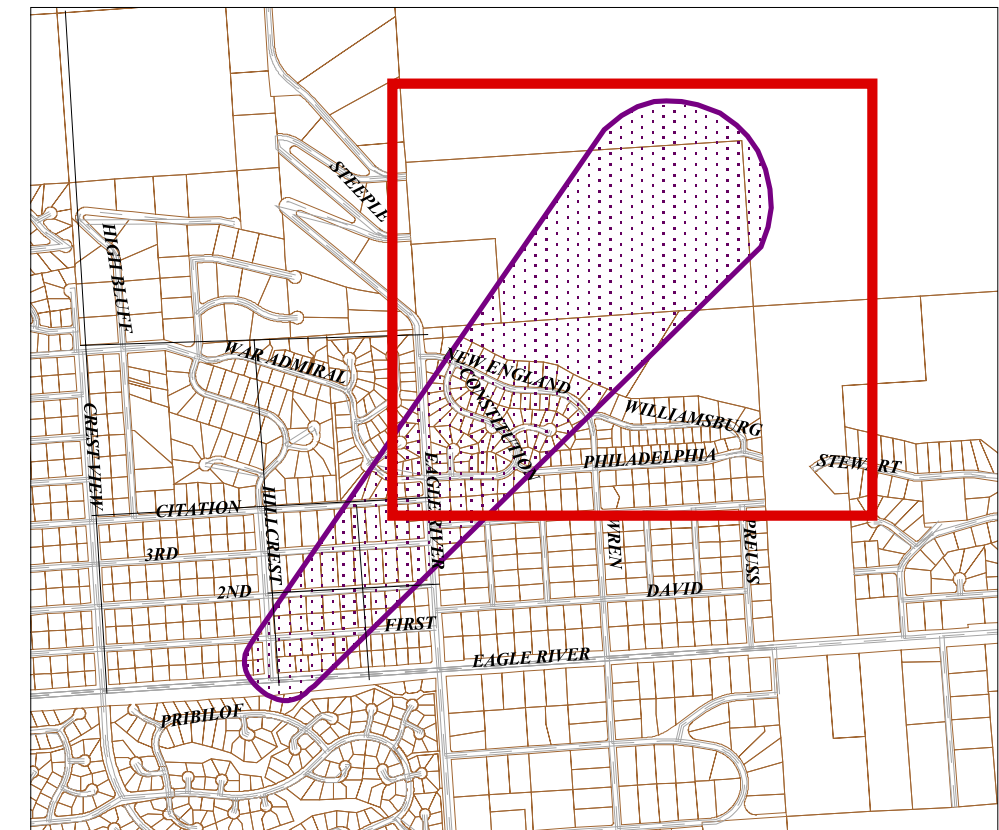 STEEPLE
HIGH BLUFF
WAR ADMIRAL
NEW ENGLAND
CONSTITUTION
WILLIAMSBURG
CREST VIEW
EAGLE RIVER
PHILADELPHIA
STEWART
CITATION
HILLCREST
3RD
WREN
PREUSS
2ND
DAVID
FIRST
EAGLE RIVER
PRIBILOF